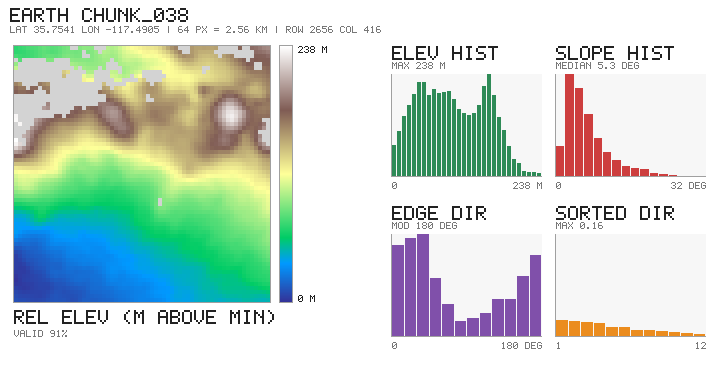 EARTH CHUNK_038
LAT 35.7541 LON -117.4905 | 64 PX = 2.56 KM | ROW 2656 COL 416
238 M
0 M
REL ELEV (M ABOVE MIN)
VALID 91%
ELEV HIST
MAX 238 M
0 238 M
SLOPE HIST
MEDIAN 5.3 DEG
0 32 DEG
EDGE DIR
MOD 180 DEG
0 180 DEG
SORTED DIR
MAX 0.16
1 12